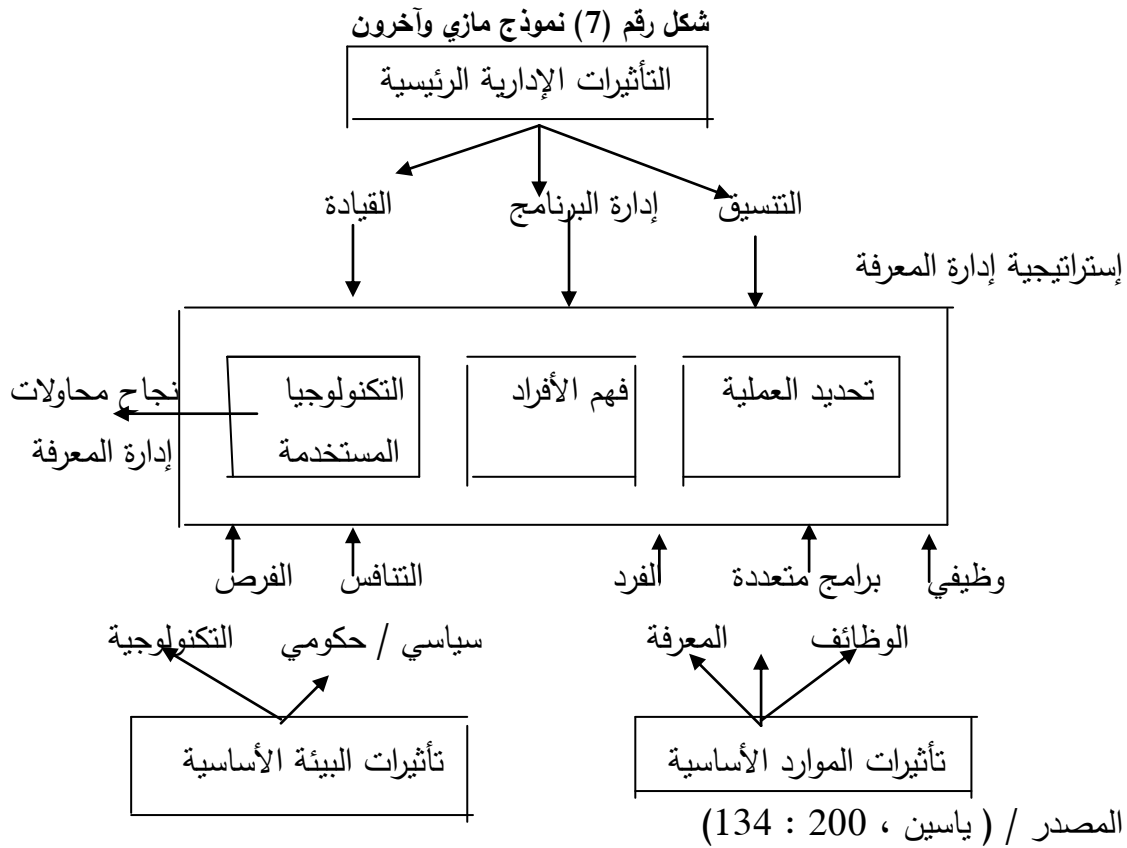 شكل رقم (7) نموذج مازي وآخرون
التأثيرات الإدارية الرئيسية
التنسيق إدارة البرنامج القيادة
إستراتيجية إدارة المعرفة
تحديد العملية فهم الأفراد التكنولوجيا نجاح محاولات
المستخدمة إدارة المعرفة
وظيفي برامج متعددة الفرد التنافس الفرص
الوظائف المعرفة سياسي / حكومي التكنولوجية
تأثيرات الموارد الأساسية تأثيرات البيئة الأساسية
المصدر / ( ياسين ، 200 : 134)